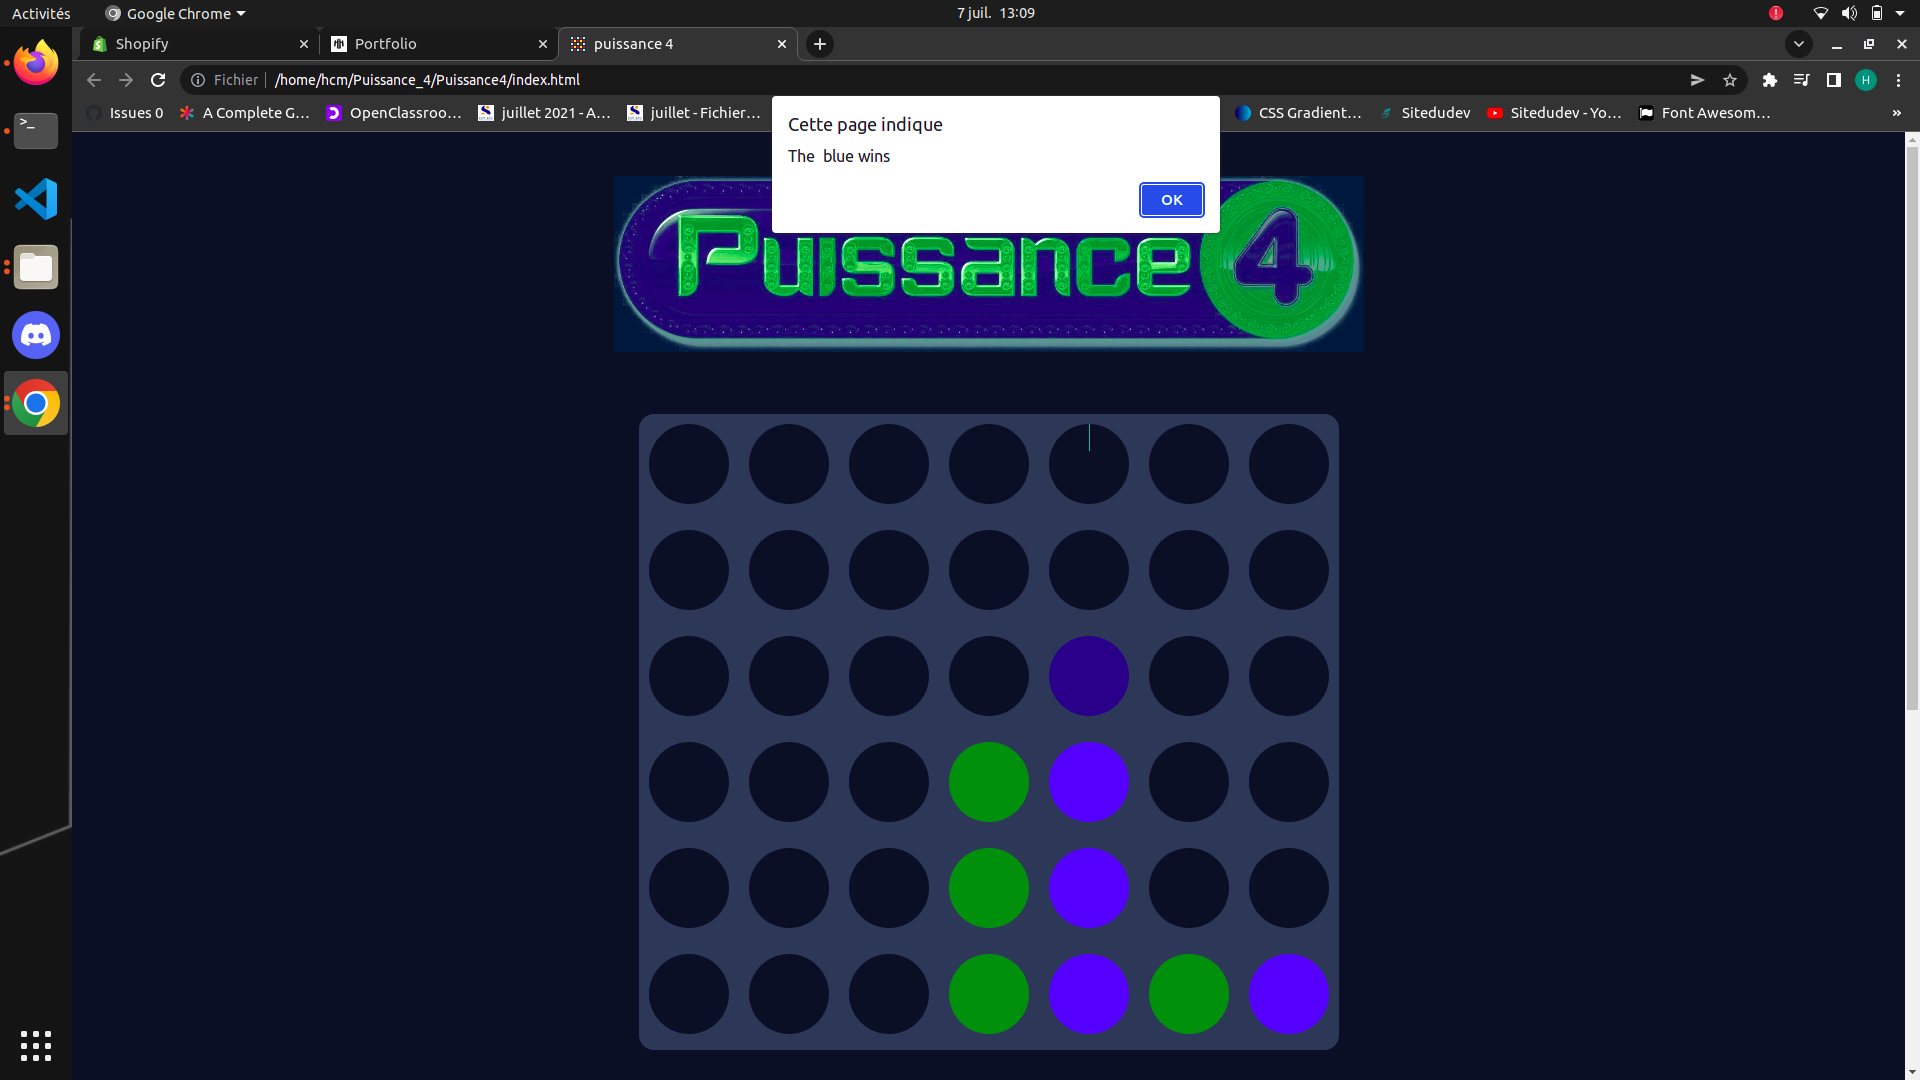 Activités
Google Chrome
7 juil. 13:09
Shopify
Portfolio
puissance 4
Fichier
/home/hcm/Puissance_4/Puissance4/index.html
H
Issues 0
A Complete G…
OpenClassroo…
juillet 2021 - A…
juillet - Fichier…
CSS Gradient…
Sitedudev
Sitedudev - Yo…
Font Awesom…
»
Cette page indique
The blue wins
OK
Puissance 4